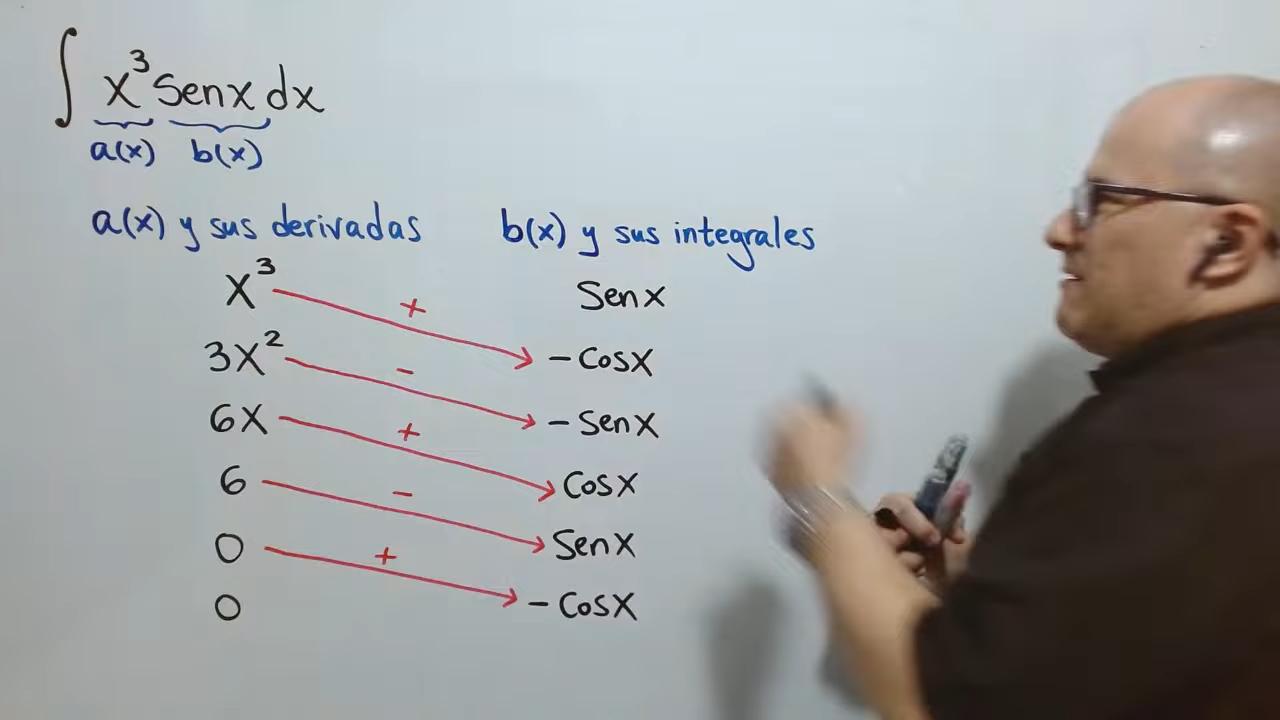 ∫ x³ Senx dx
a(x) b(x)
a(x) y sus derivadas b(x) y sus integrales
x³ + Senx
3x² - -Cosx
6x + -Senx
6 - Cosx
0 + Senx
0 -Cosx